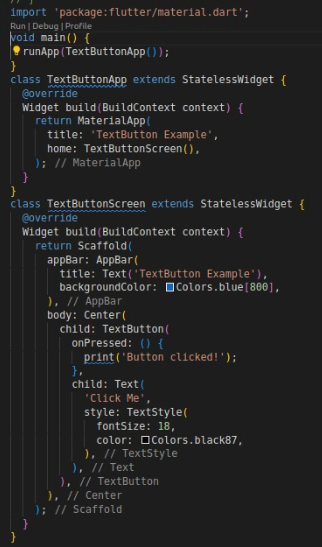 import 'package:flutter/material.dart';
Run | Debug | Profile
void main() {
  runApp(TextButtonApp());
}
class TextButtonApp extends StatelessWidget {
  @override
  Widget build(BuildContext context) {
    return MaterialApp(
      title: 'TextButton Example',
      home: TextButtonScreen(),
    ); // MaterialApp
  }
}
class TextButtonScreen extends StatelessWidget {
  @override
  Widget build(BuildContext context) {
    return Scaffold(
      appBar: AppBar(
        title: Text('TextButton Example'),
        backgroundColor: Colors.blue[800],
      ), // AppBar
      body: Center(
        child: TextButton(
          onPressed: () {
            print('Button clicked!');
          },
          child: Text(
            'Click Me',
            style: TextStyle(
              fontSize: 18,
              color: Colors.black87,
            ), // TextStyle
          ), // Text
        ), // TextButton
      ), // Center
    ); // Scaffold
  }
}